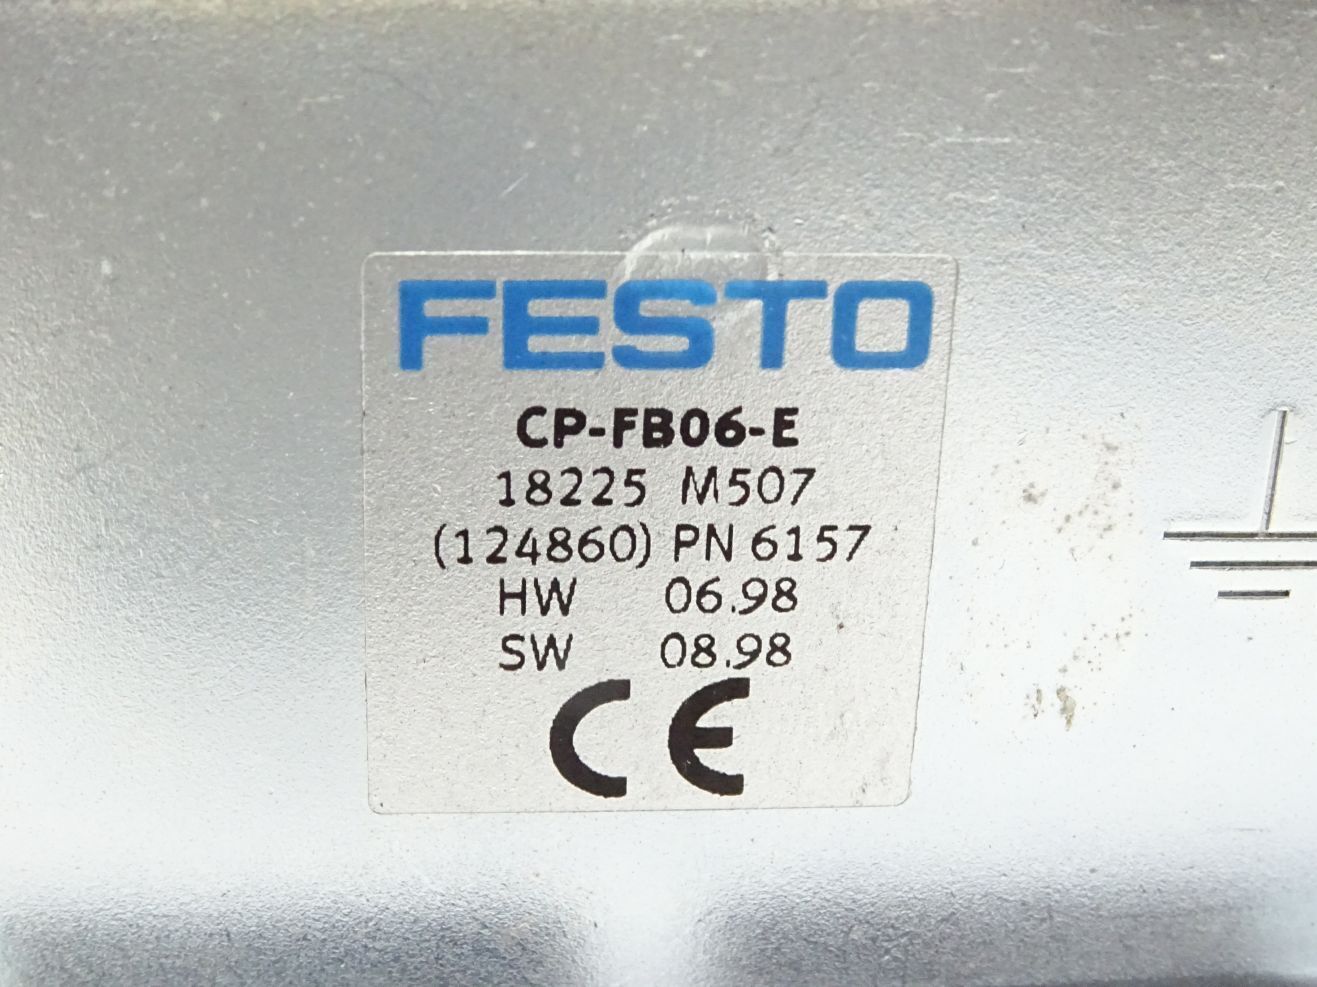 FESTO
CP-FB06-E
18225 M507
(124860) PN 6157
HW 06.98
SW 08.98
CE